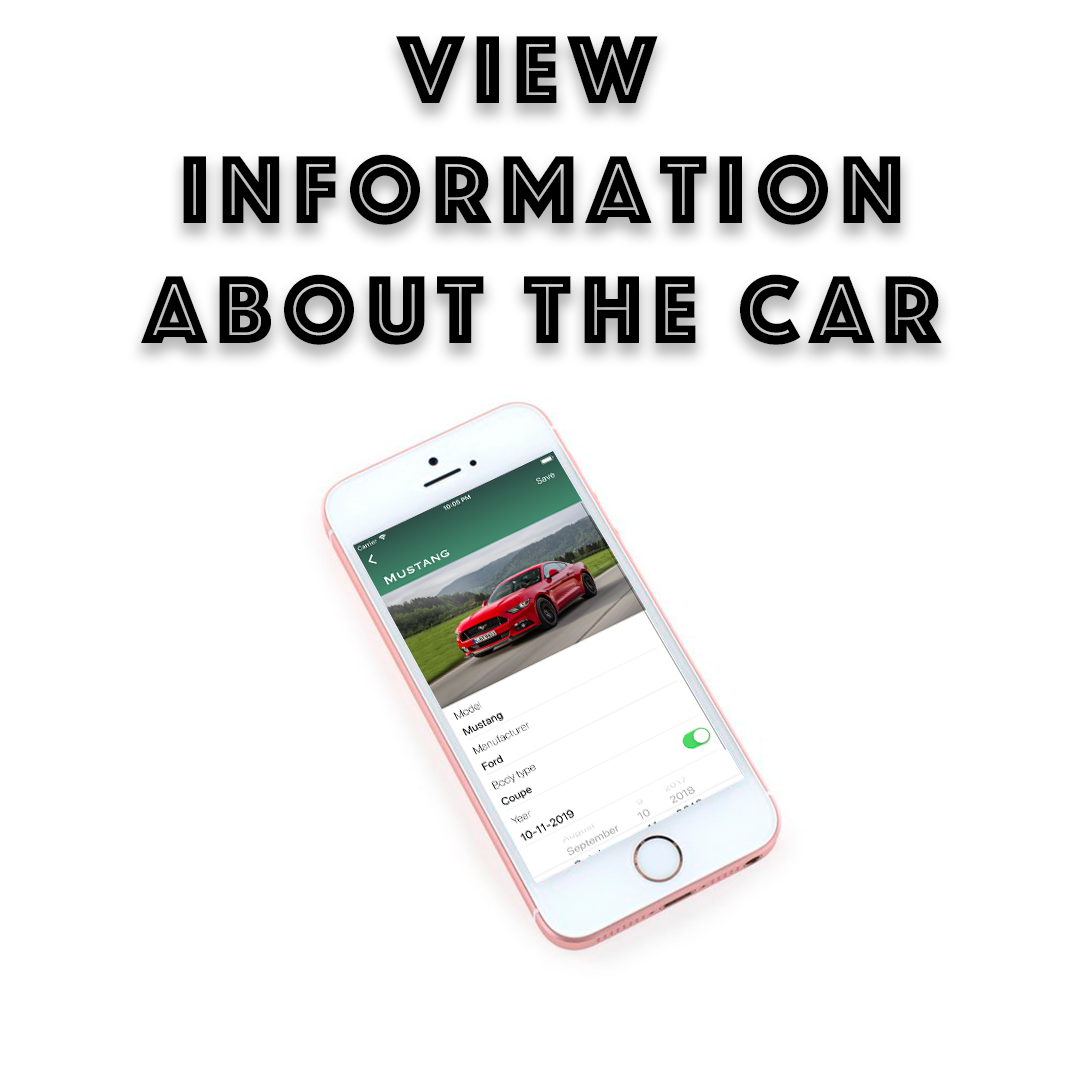 VIEW
INFORMATION
ABOUT THE CAR
Carrier 10:05 PM
Save
MUSTANG
Model
Mustang
Manufacturer
Ford
Body type
Coupe
Year
10-11-2019
August 9 2017
September 10 2018